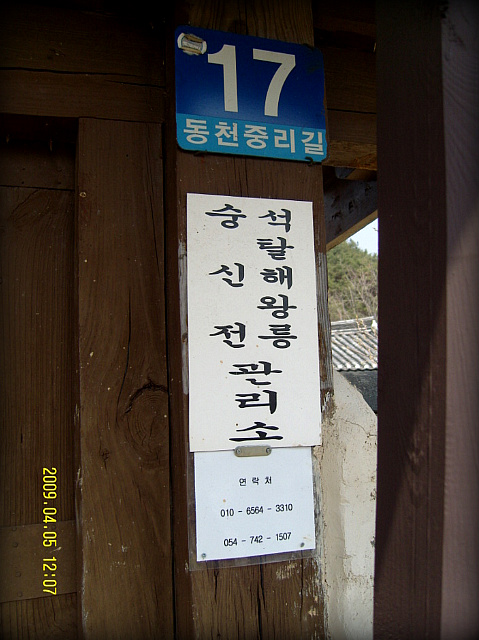 17
동천중리길
석탈해왕릉
숭신전
관리소
연락처
010 - 6564 - 3310
054 - 742 - 1507
2009.04.05 12:07